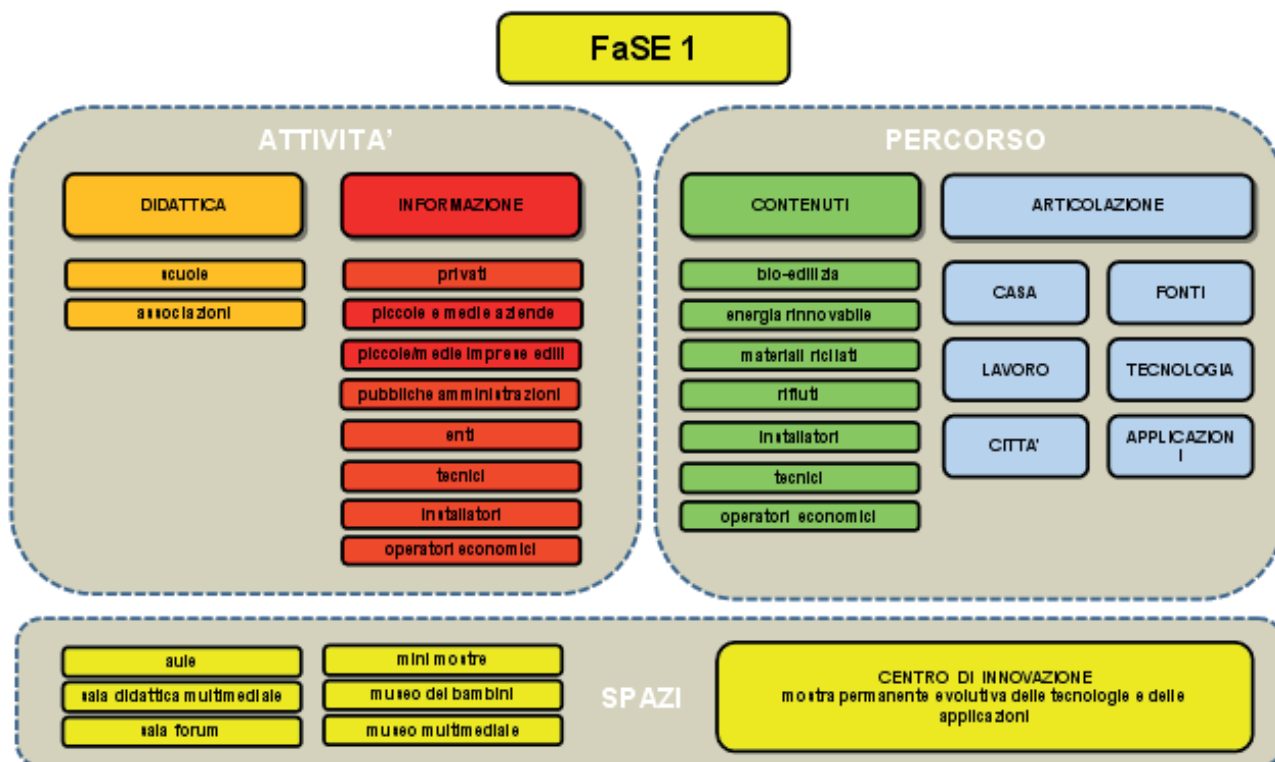 FaSE 1
ATTIVITA'
DIDATTICA
scuole
associazioni
INFORMAZIONE
privati
piccole e medie aziende
piccole/medie imprese edili
pubbliche amministrazioni
enti
tecnici
installatori
operatori economici
PERCORSO
CONTENUTI
bio-edilizia
energia rinnovabile
materiali ricilati
rifiuti
installatori
tecnici
operatori economici
ARTICOLAZIONE
CASA
FONTI
LAVORO
TECNOLOGIA
CITTA'
APPLICAZION
I
aule
sala didattica multimediale
sala forum
mini mostre
museo dei bambini
museo multimediale
SPAZI
CENTRO DI INNOVAZIONE
mostra permanente evolutiva delle tecnologie e delle
applicazioni